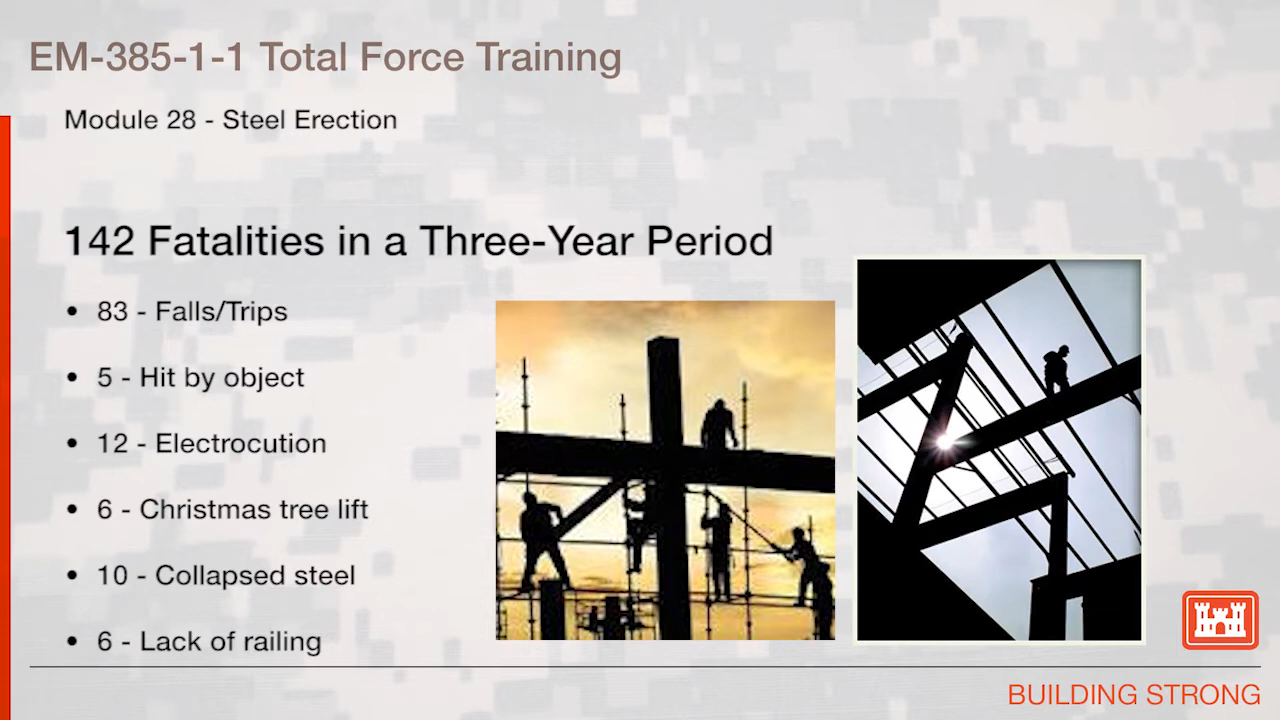 EM-385-1-1 Total Force Training
Module 28 - Steel Erection
142 Fatalities in a Three-Year Period
• 83 - Falls/Trips
• 5 - Hit by object
• 12 - Electrocution
• 6 - Christmas tree lift
• 10 - Collapsed steel
• 6 - Lack of railing
BUILDING STRONG